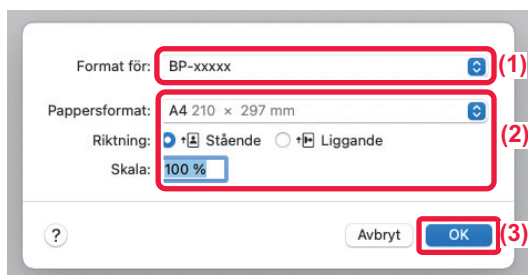 Format för: BP-xxxxx (1)
Pappersformat: A4 210 × 297 mm
Riktning: Stående Liggande (2)
Skala: 100 %
? Avbryt OK (3)